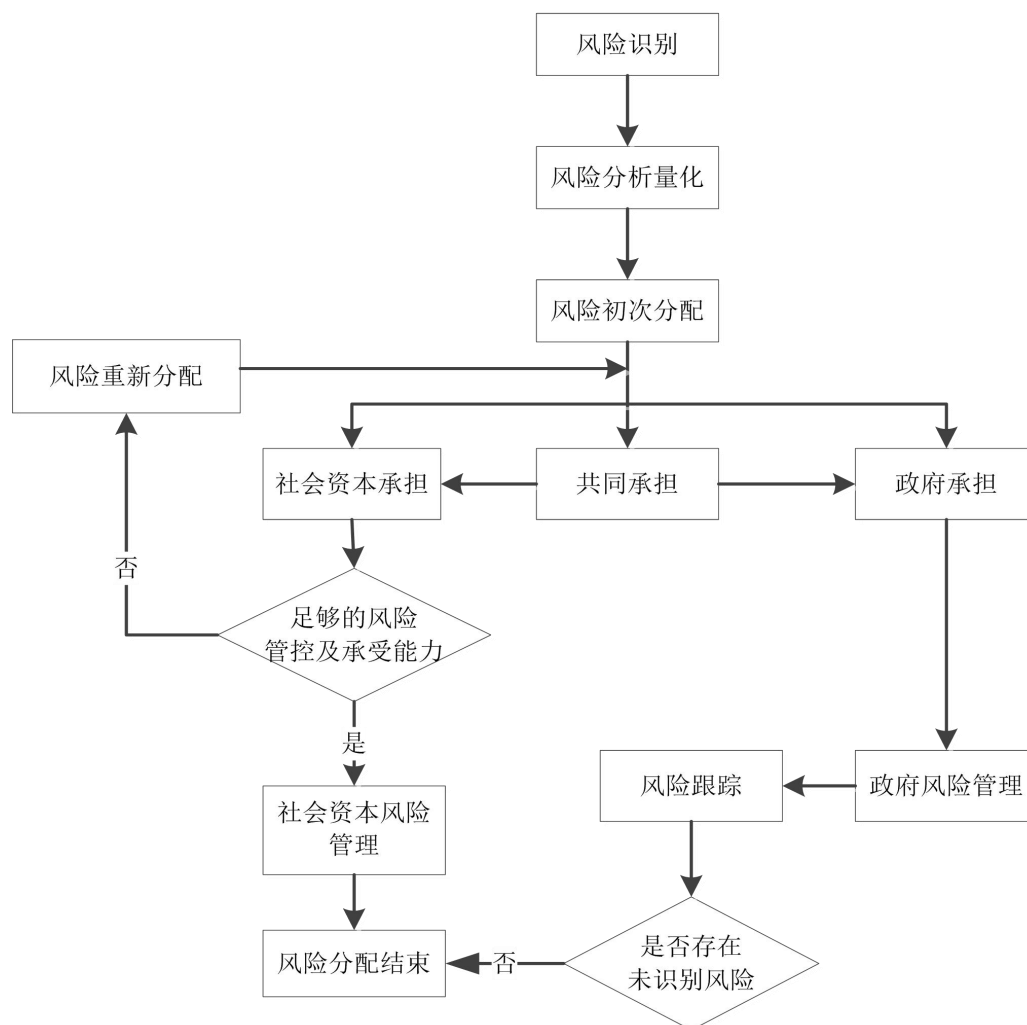 风险识别
风险分析量化
风险初次分配
风险重新分配
社会资本承担
共同承担
政府承担
否
足够的风险
管控及承受能力
是
风险跟踪
政府风险管理
社会资本风险
管理
风险分配结束
否
是否存在
未识别风险